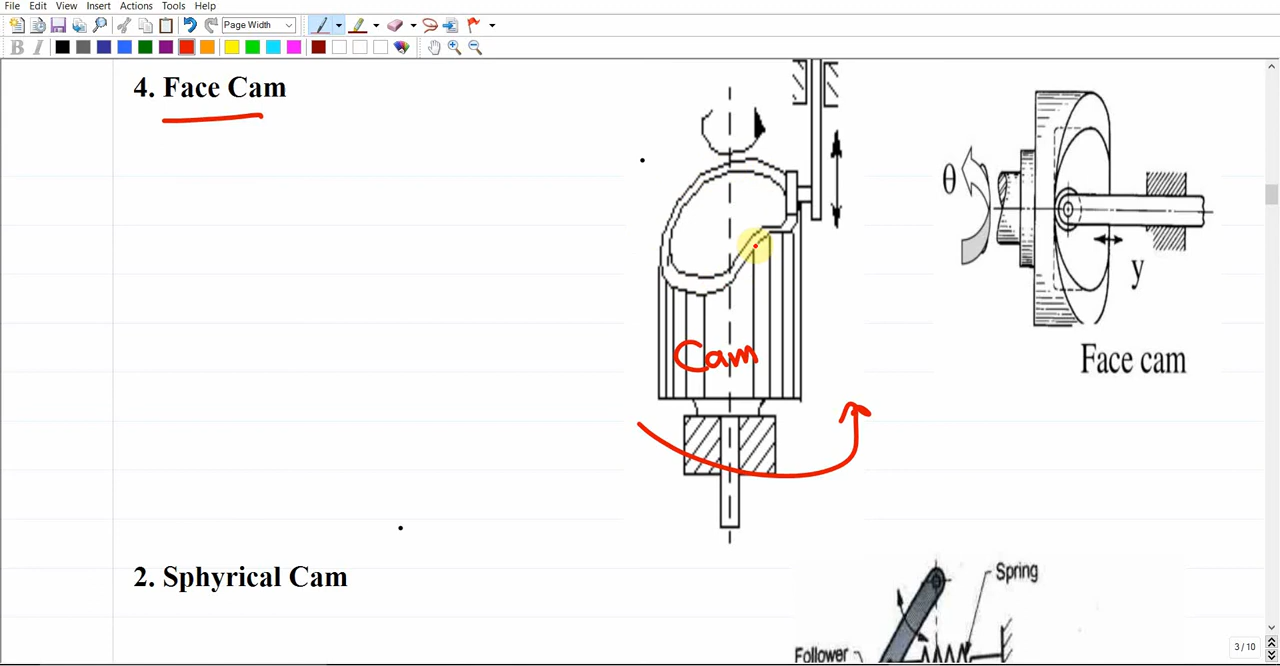 File Edit View Insert Actions Tools Help
Page Width
B I
4. Face Cam
θ
y
Cam
Face cam
2. Sphyrical Cam
Spring
Follower
3 / 10